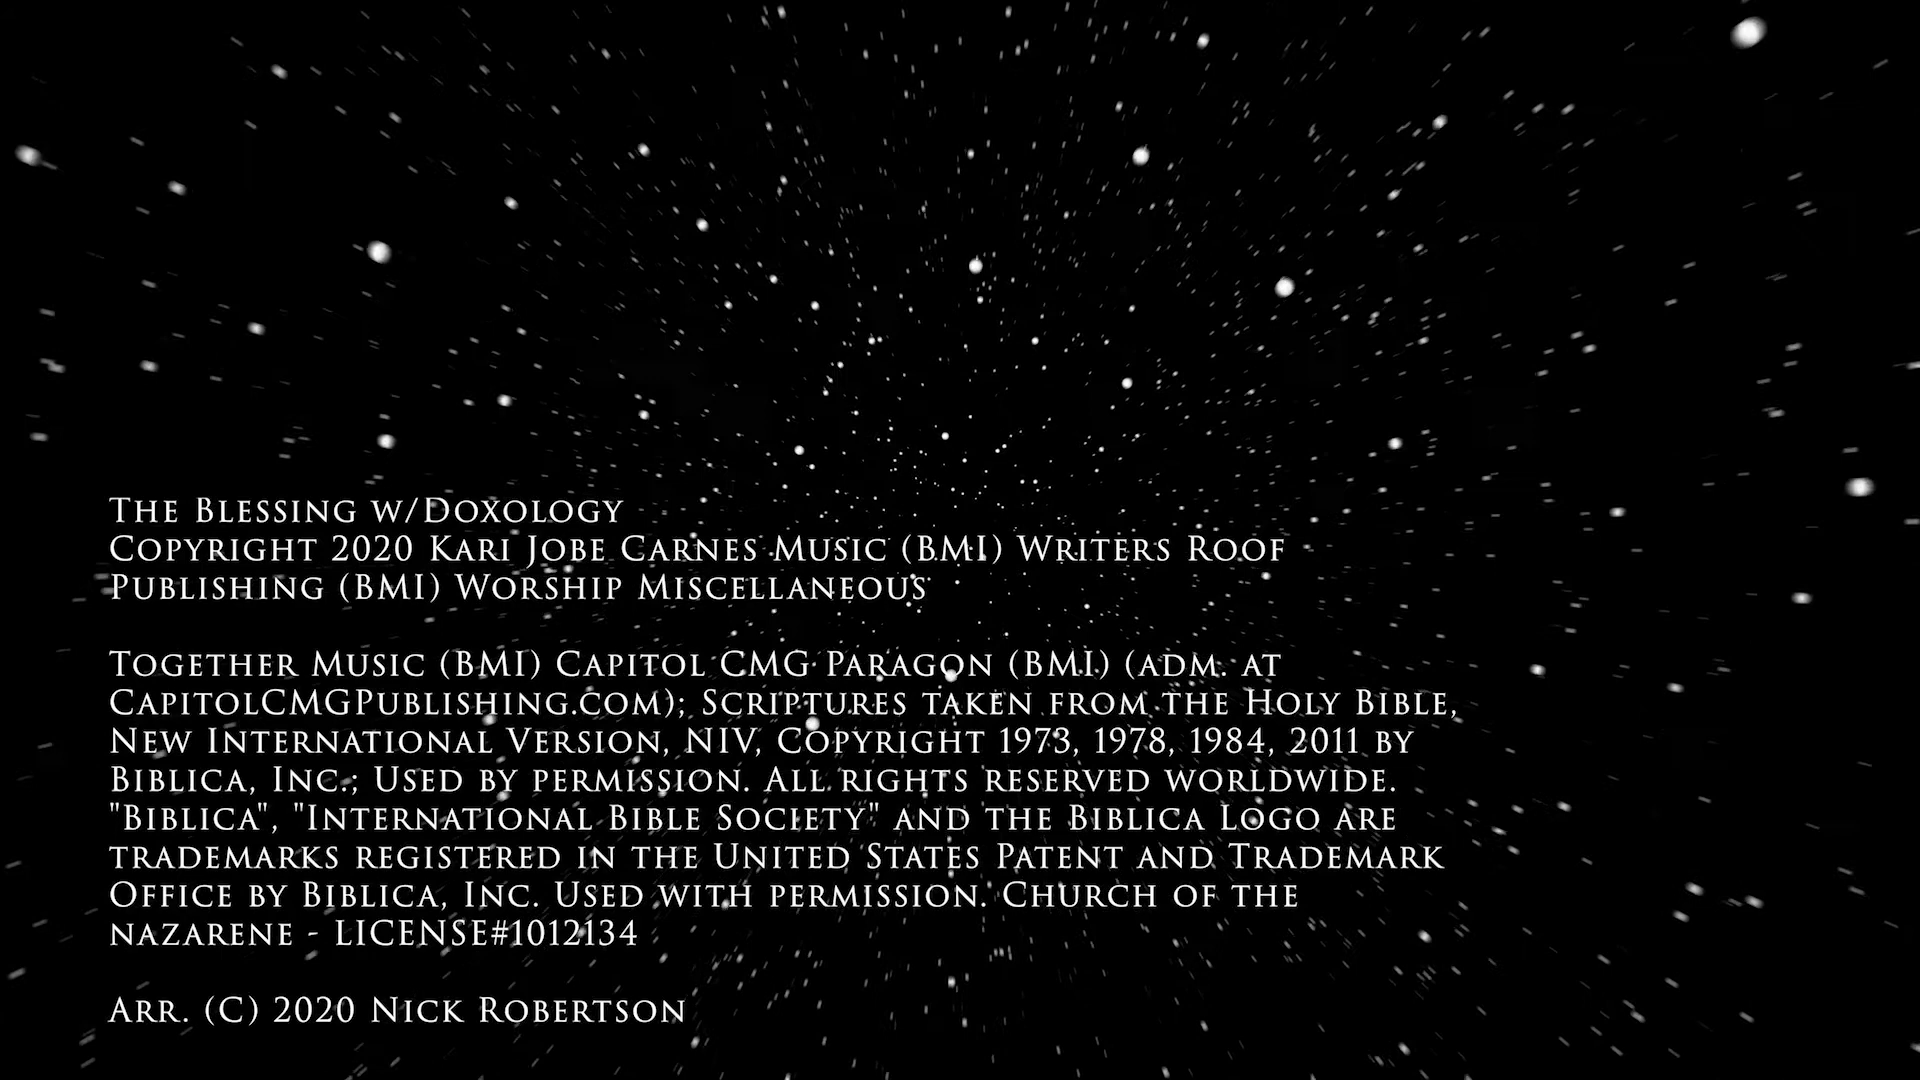 The Blessing w/Doxology
Copyright 2020 Kari Jobe Carnes Music (BMI) Writers Roof
Publishing (BMI) Worship Miscellaneous
Together Music (BMI) Capitol CMG Paragon (BMI) (adm. at
CapitolCMGPublishing.com); Scriptures taken from the Holy Bible,
New International Version, NIV, Copyright 1973, 1978, 1984, 2011 by
Biblica, Inc.; Used by permission. All rights reserved worldwide.
"Biblica", "International Bible Society" and the Biblica Logo are
trademarks registered in the United States Patent and Trademark
Office by Biblica, Inc. Used with permission. Church of the
nazarene - LICENSE#1012134
Arr. (C) 2020 Nick Robertson